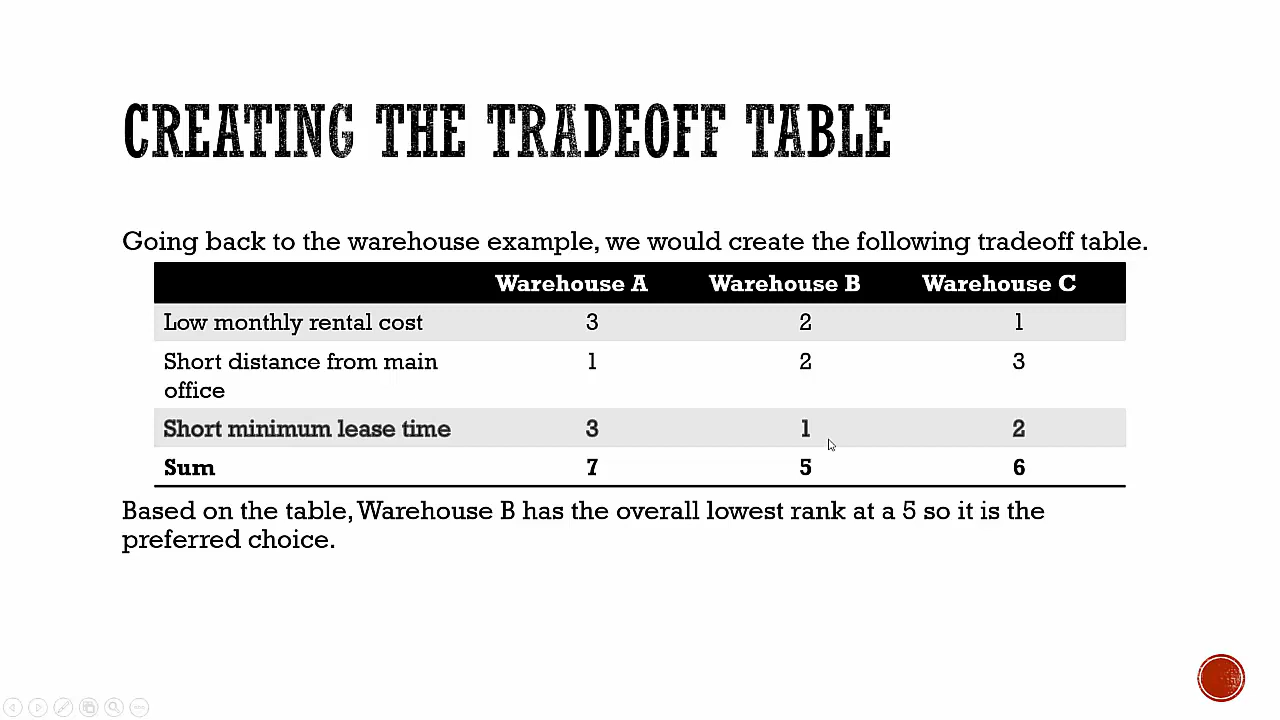 CREATING THE TRADEOFF TABLE
Going back to the warehouse example, we would create the following tradeoff table.
Warehouse A Warehouse B Warehouse C
Low monthly rental cost 3 2 1
Short distance from main office 1 2 3
Short minimum lease time 3 1 2
Sum 7 5 6
Based on the table, Warehouse B has the overall lowest rank at a 5 so it is the
preferred choice.